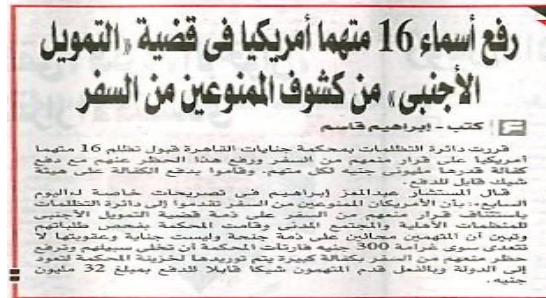 رفع أسماء 16 متهما أمريكيا فى قضية «التمويل
الأجنبى» من كشوف الممنوعين من السفر
كتب - إبراهيم قاسم
قررت دائرة التظلمات بمحكمة جنايات القاهرة قبول تظلم 16 متهما
أمريكيا على قرار منعهم من السفر ورفع هذا الحظر عنهم مع دفع
كفالة قدرها مليونى جنيه لكل متهم، وقاموا بدفع الكفالة على هيئة
شيك قابل للدفع.
قال المستشار عبدالمعز إبراهيم فى تصريحات خاصة لـ«اليوم
السابع»: بأن الأمريكان الممنوعين من السفر تقدموا إلى دائرة التظلمات
باستئناف قرار منعهم من السفر على ذمة قضية التمويل الأجنبى
للمنظمات الأهلية والمجتمع المدنى وقامت المحكمة بفحص طلباتهم
وتبين أن المتهمين محالين على ذمة جنحة وليست جناية وعقوبتها لا
تتعدى سوى غرامة 300 جنيه فارتأت المحكمة أن تخلى سبيلهم وترفع
حظر منعهم من السفر بكفالة كبيرة يتم توريدها لخزينة المحكمة لتعود
إلى الدولة وبالفعل قدم المتهمون شيكا قابلا للدفع بمبلغ 32 مليون
جنيه.